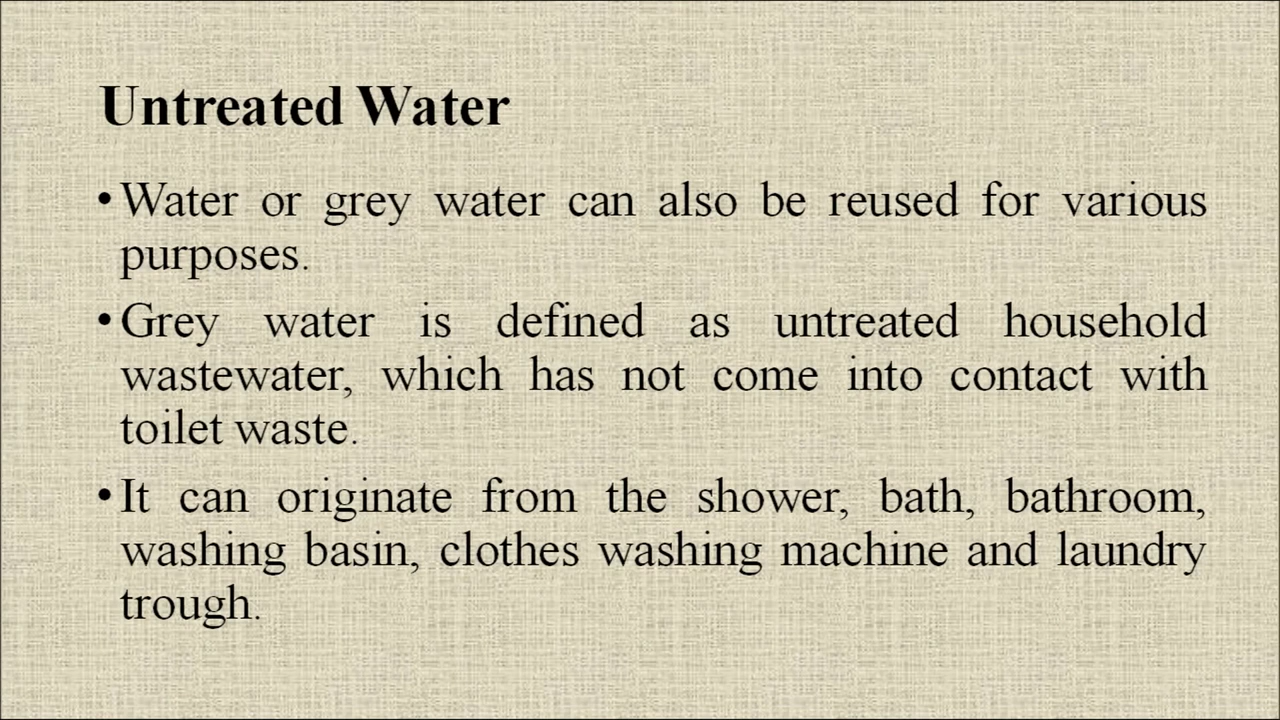 Untreated Water
•Water or grey water can also be reused for various
purposes.
•Grey water is defined as untreated household
wastewater, which has not come into contact with
toilet waste.
•It can originate from the shower, bath, bathroom,
washing basin, clothes washing machine and laundry
trough.